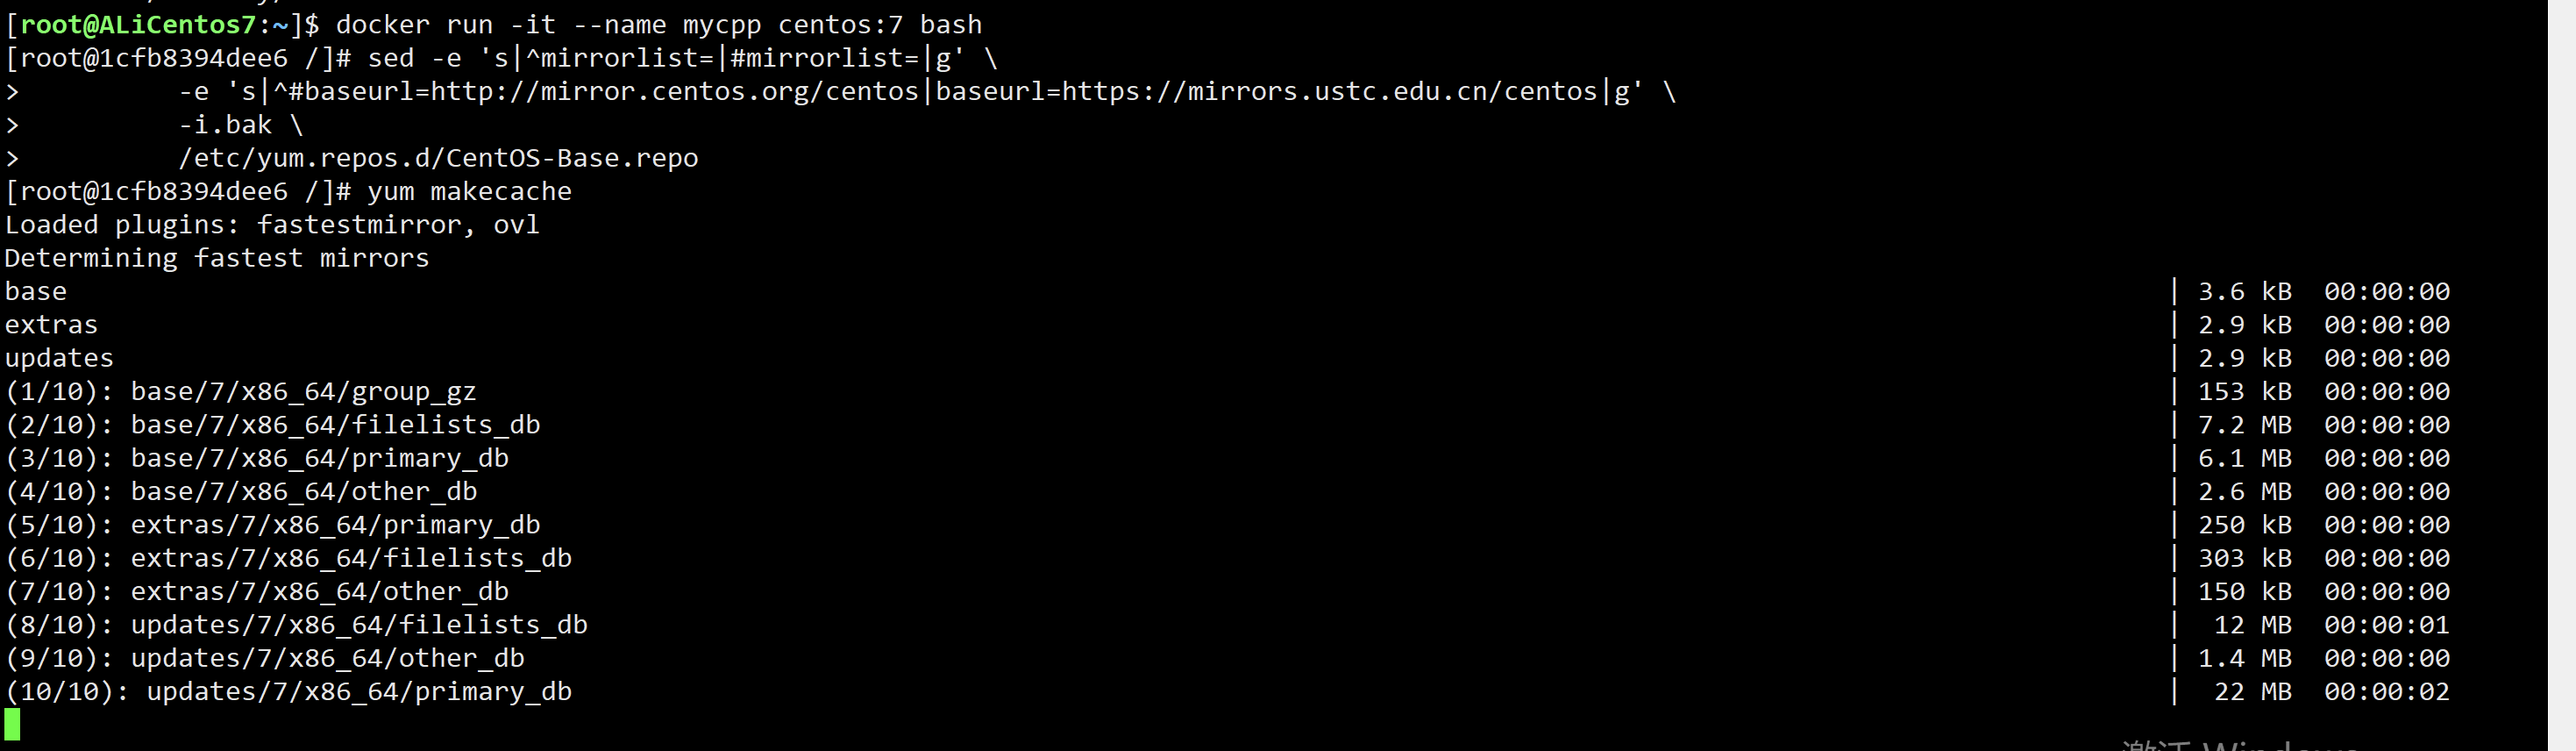 [root@ALiCentos7:~]$ docker run -it --name mycpp centos:7 bash
[root@1cfb8394dee6 /]# sed -e 's|^mirrorlist=|#mirrorlist=|g' \
>          -e 's|^#baseurl=http://mirror.centos.org/centos|baseurl=https://mirrors.ustc.edu.cn/centos|g' \
>          -i.bak \
>          /etc/yum.repos.d/CentOS-Base.repo
[root@1cfb8394dee6 /]# yum makecache
Loaded plugins: fastestmirror, ovl
Determining fastest mirrors
base | 3.6 kB 00:00:00
extras | 2.9 kB 00:00:00
updates | 2.9 kB 00:00:00
(1/10): base/7/x86_64/group_gz | 153 kB 00:00:00
(2/10): base/7/x86_64/filelists_db | 7.2 MB 00:00:00
(3/10): base/7/x86_64/primary_db | 6.1 MB 00:00:00
(4/10): base/7/x86_64/other_db | 2.6 MB 00:00:00
(5/10): extras/7/x86_64/primary_db | 250 kB 00:00:00
(6/10): extras/7/x86_64/filelists_db | 303 kB 00:00:00
(7/10): extras/7/x86_64/other_db | 150 kB 00:00:00
(8/10): updates/7/x86_64/filelists_db | 12 MB 00:00:01
(9/10): updates/7/x86_64/other_db | 1.4 MB 00:00:00
(10/10): updates/7/x86_64/primary_db | 22 MB 00:00:02